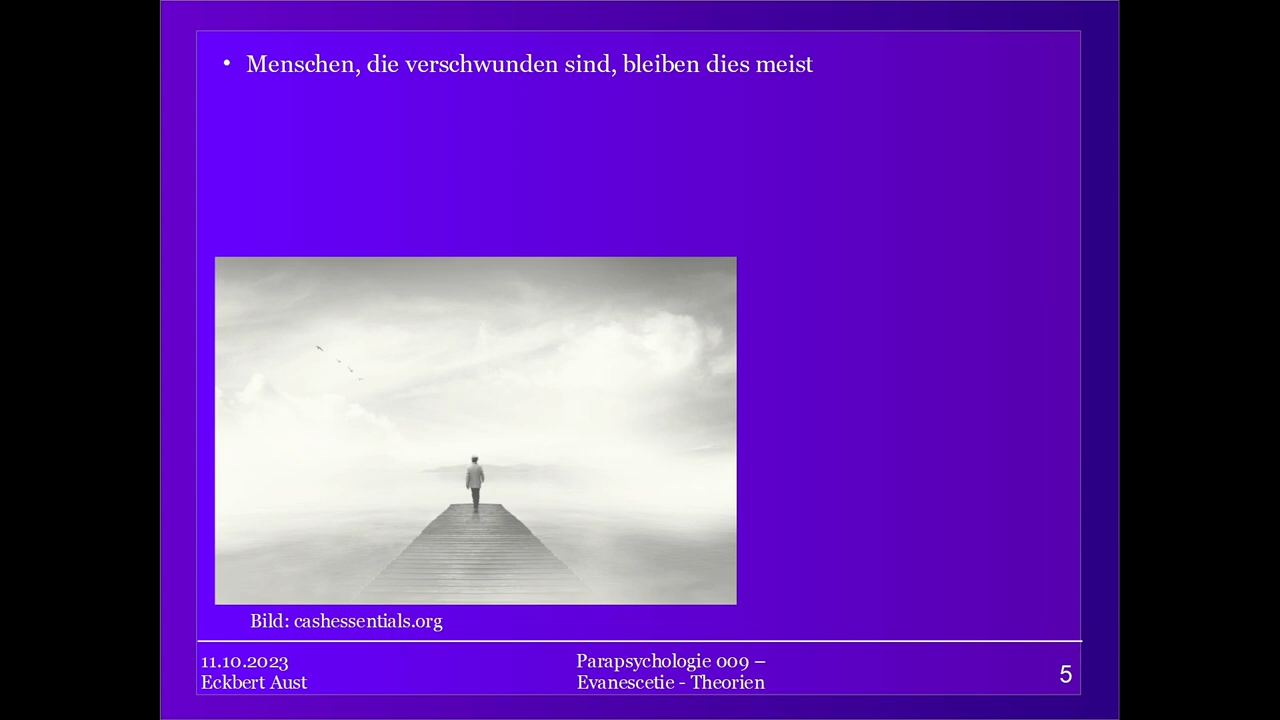 • Menschen, die verschwunden sind, bleiben dies meist
Bild: cashessentials.org
11.10.2023
Eckbert Aust
Parapsychologie 009 –
Evanescetie - Theorien
5